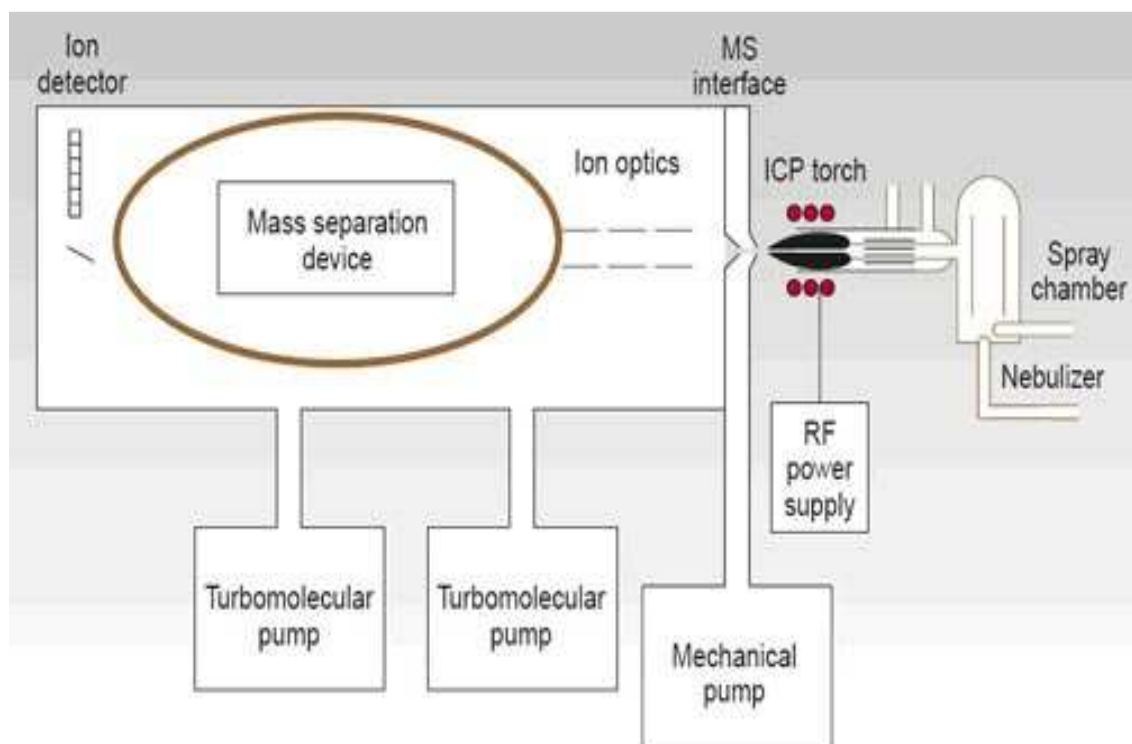 Ion
detector
MS
interface
Ion optics
ICP torch
Mass separation
device
Spray
chamber
Nebulizer
RF
power
supply
Turbomolecular
pump
Turbomolecular
pump
Mechanical
pump